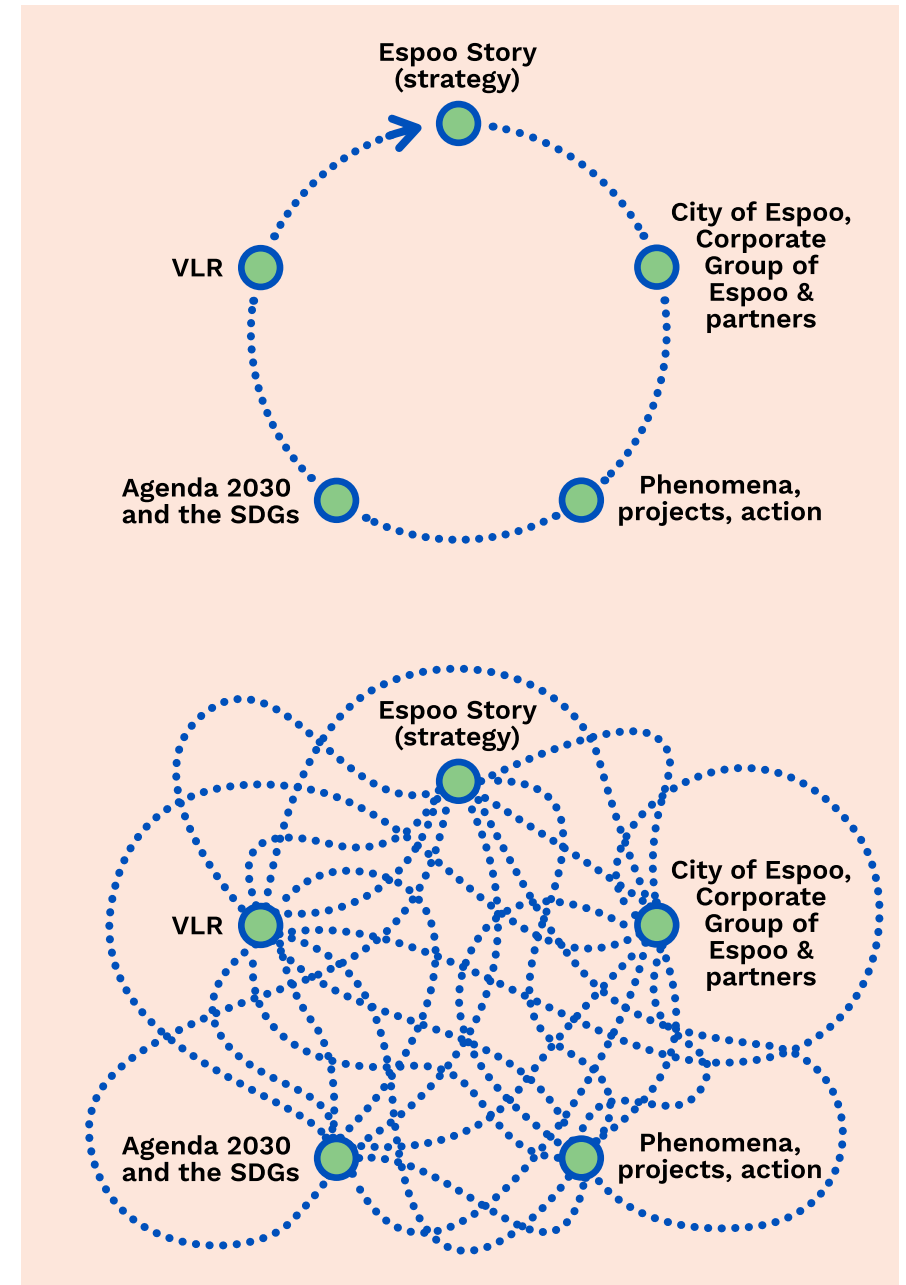 Espoo Story
(strategy)
City of Espoo,
Corporate
Group of
Espoo &
partners
VLR
Agenda 2030
and the SDGs
Phenomena,
projects, action
Espoo Story
(strategy)
City of Espoo,
Corporate
Group of
Espoo &
partners
VLR
Agenda 2030
and the SDGs
Phenomena,
projects, action